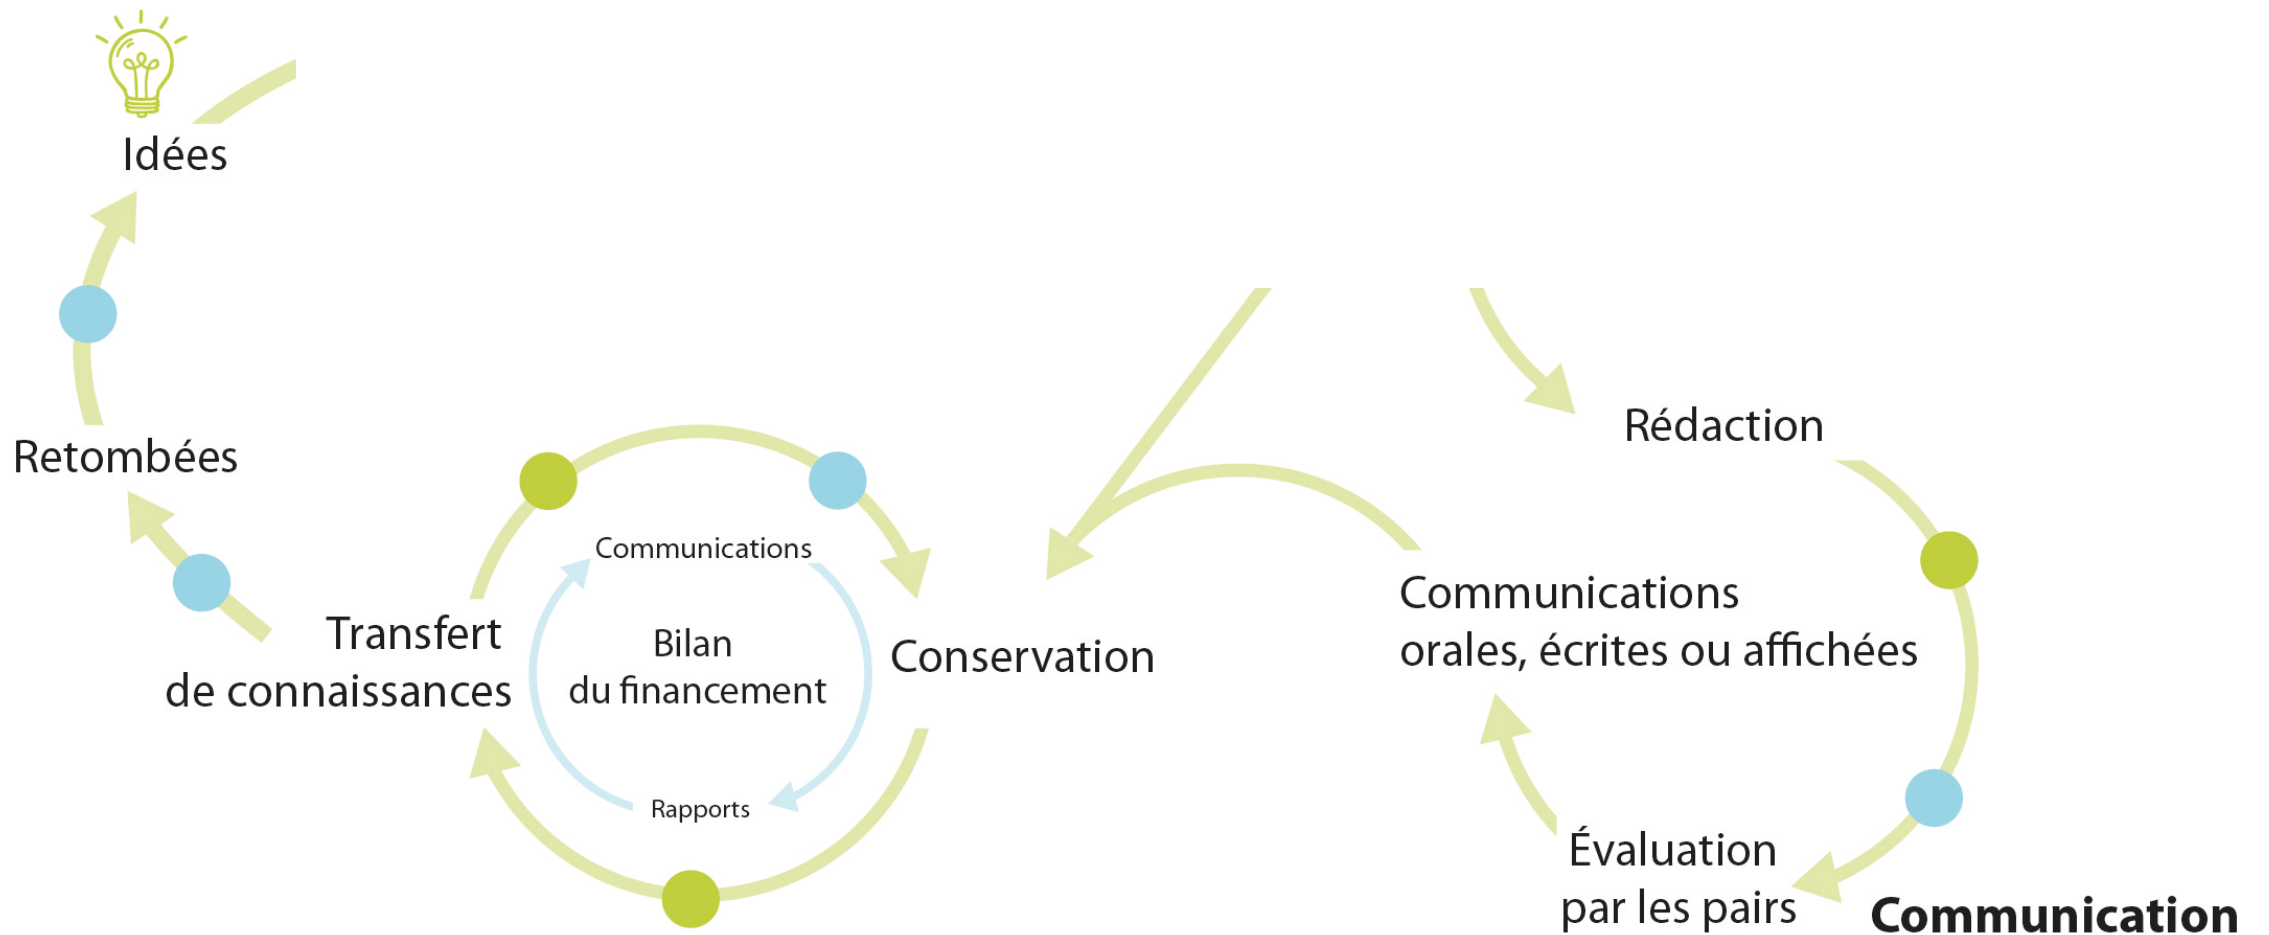 Idées
Retombées
Transfert
de connaissances
Communications
Bilan
du financement
Rapports
Conservation
Rédaction
Communications
orales, écrites ou affichées
Évaluation
par les pairs
Communication